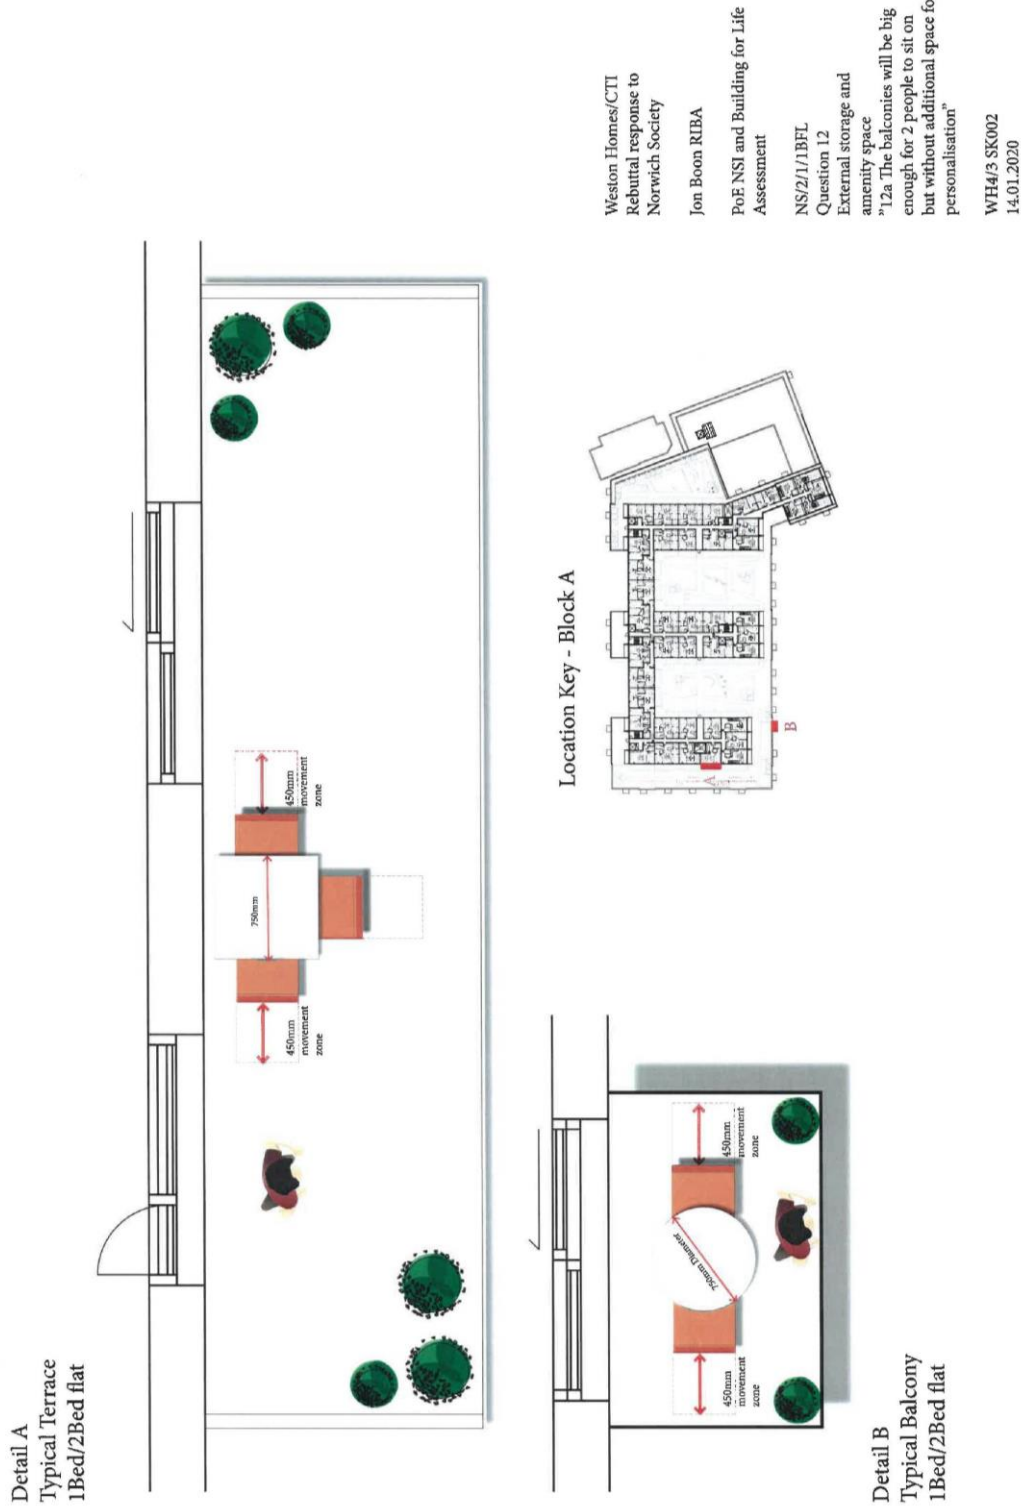 Detail A
Typical Terrace
1Bed/2Bed flat
450mm
movement
zone
750mm
450mm
movement
zone
Detail B
Typical Balcony
1Bed/2Bed flat
450mm
movement
zone
750mm Diameter
450mm
movement
zone
Location Key - Block A
A
B
Weston Homes/CTI
Rebuttal response to
Norwich Society
Jon Boon RIBA
PoE NSI and Building for Life
Assessment
NS/2/1/1BFL
Question 12
External storage and
amenity space
"12a The balconies will be big
enough for 2 people to sit on
but without additional space fo
personalisation"
WH4/3 SK002
14.01.2020